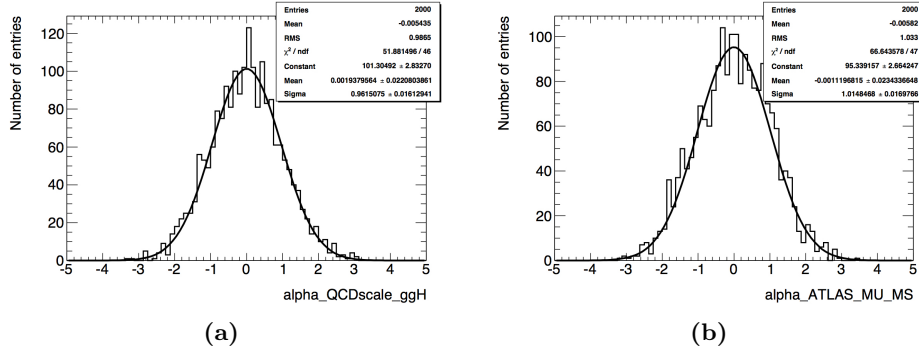 Entries 2000
Mean -0.005435
RMS 0.9865
χ² / ndf 51.881496 / 46
Constant 101.30492 ± 2.83270
Mean 0.0019379564 ± 0.0220803861
Sigma 0.9615075 ± 0.01612941
Number of entries
120
100
80
60
40
20
0
-5 -4 -3 -2 -1 0 1 2 3 4 5
alpha_QCDscale_ggH
(a)
Entries 2000
Mean -0.00582
RMS 1.033
χ² / ndf 66.643578 / 47
Constant 95.339157 ± 2.664247
Mean -0.0011196815 ± 0.0234336648
Sigma 1.0148468 ± 0.0169766
Number of entries
100
80
60
40
20
0
-5 -4 -3 -2 -1 0 1 2 3 4 5
alpha_ATLAS_MU_MS
(b)